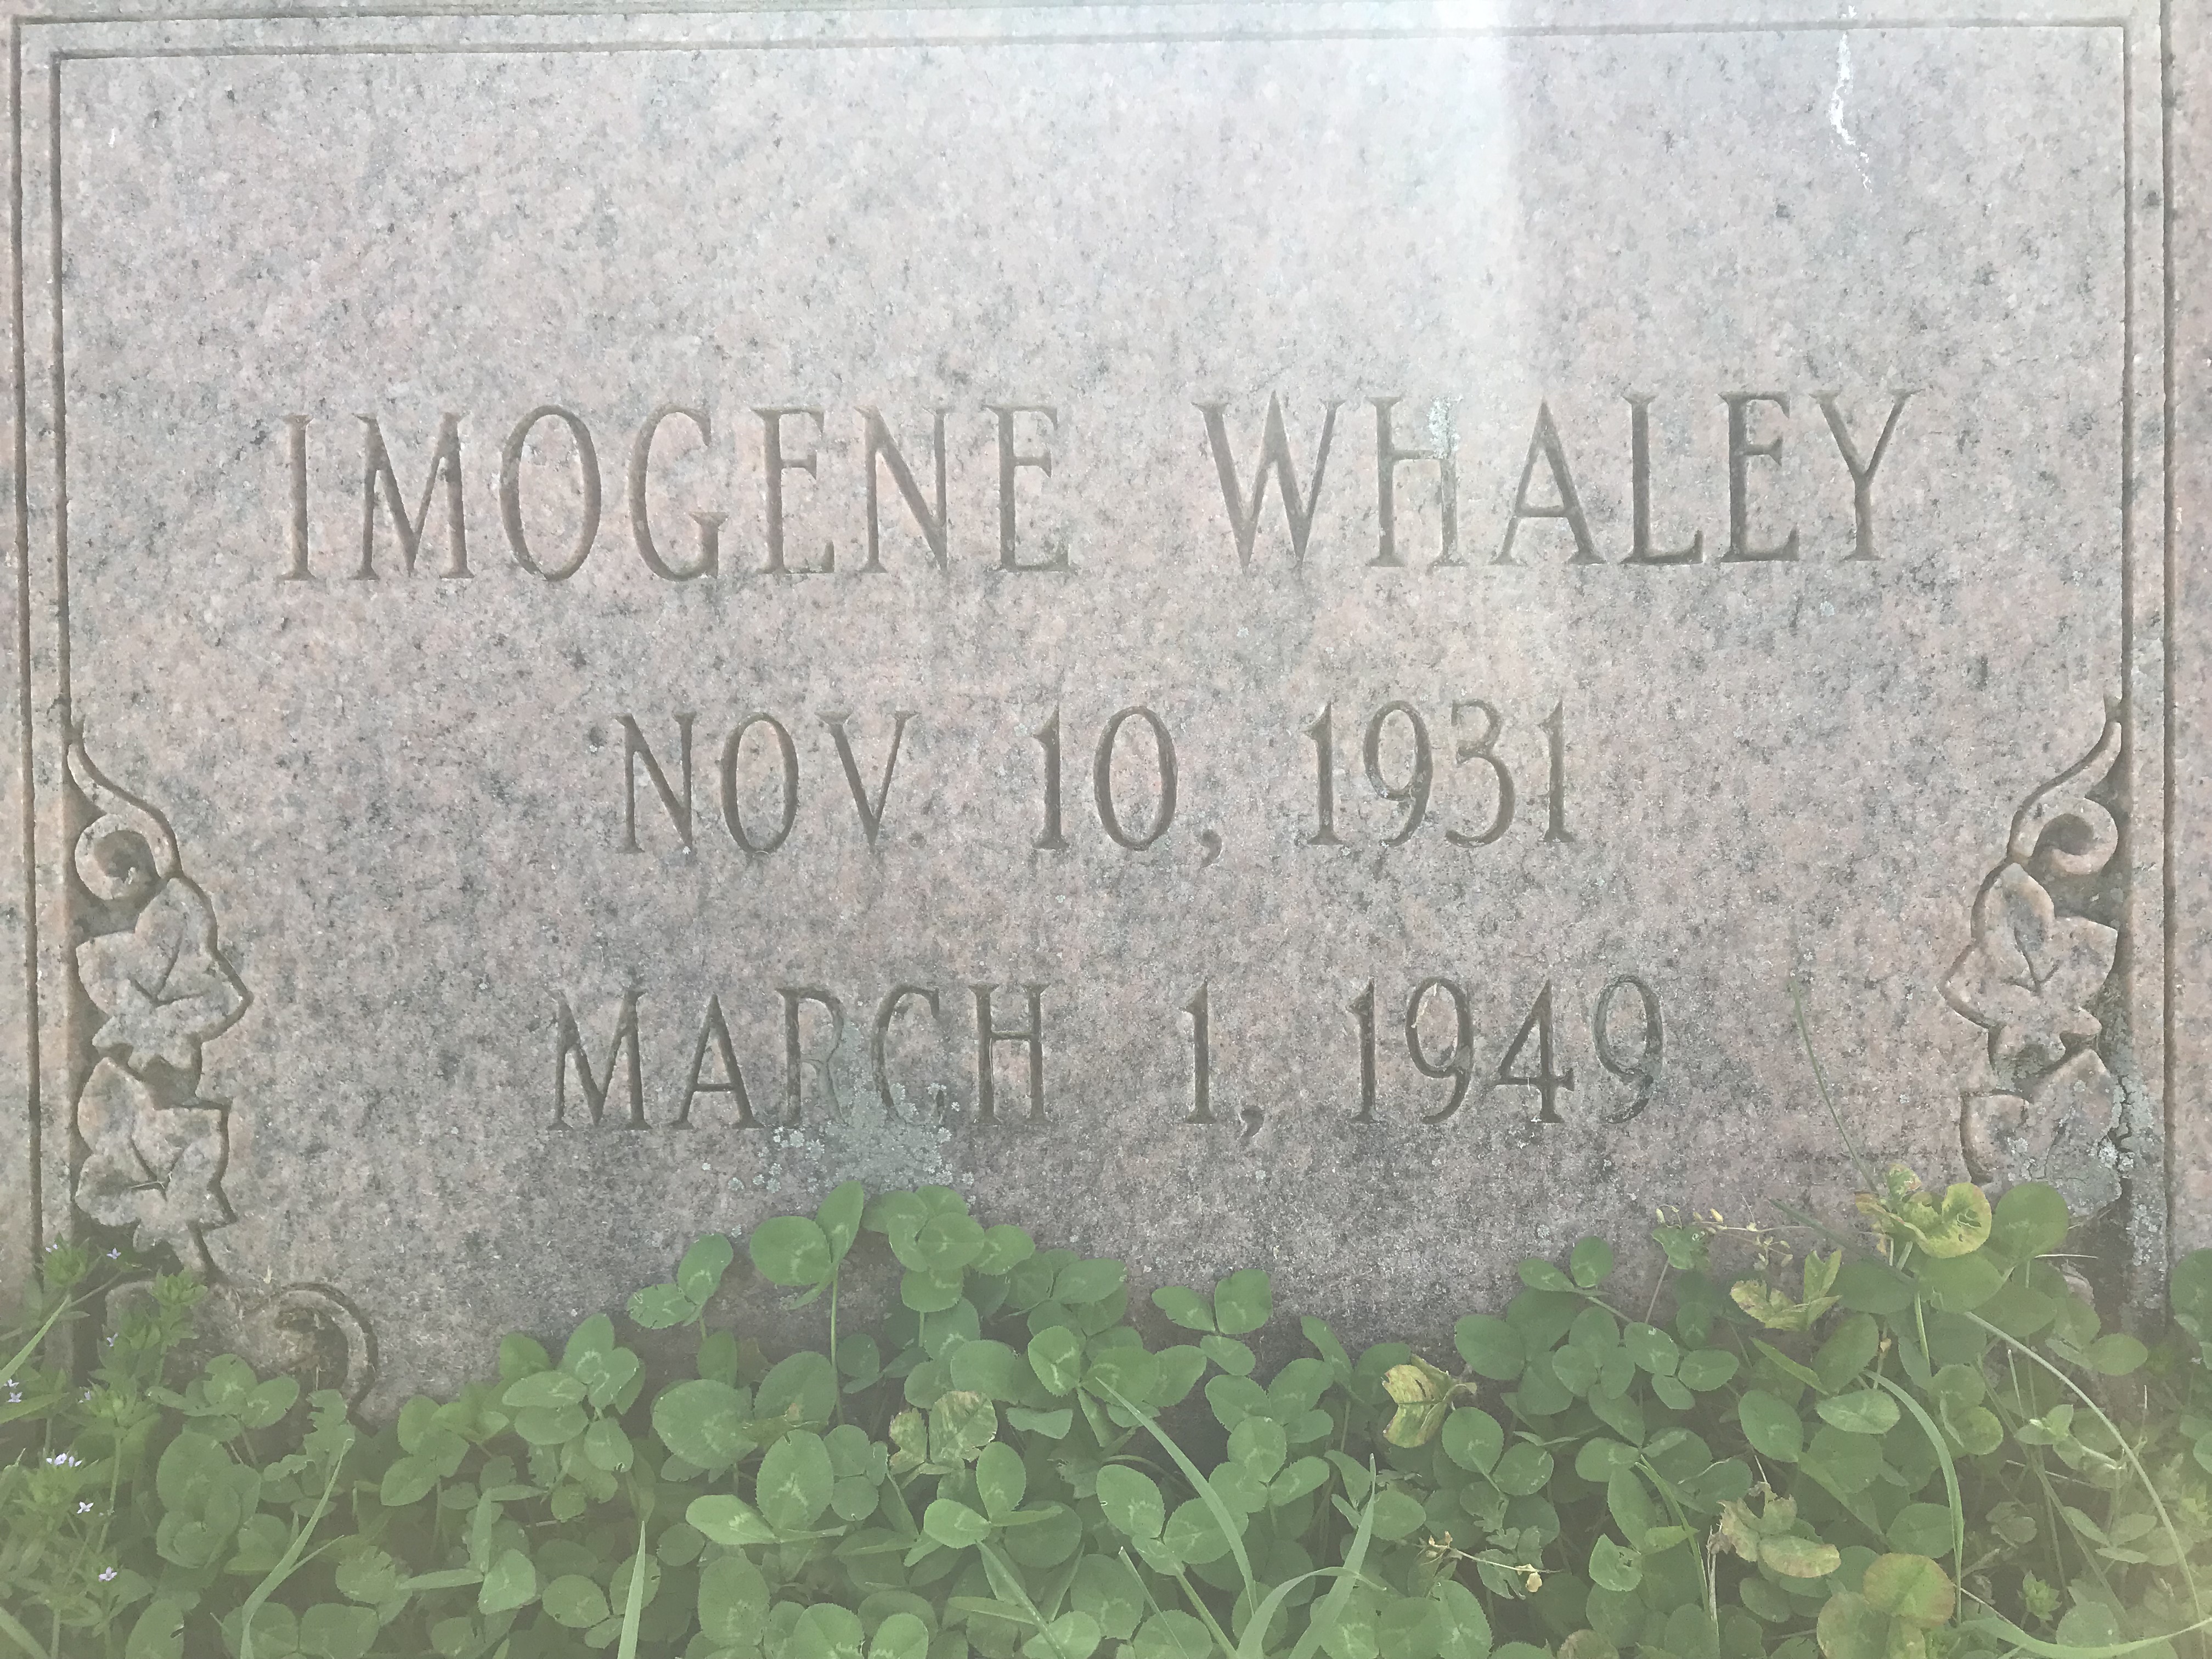 IMOGENE WHALEY
NOV. 10, 1931
MARCH 1, 1949